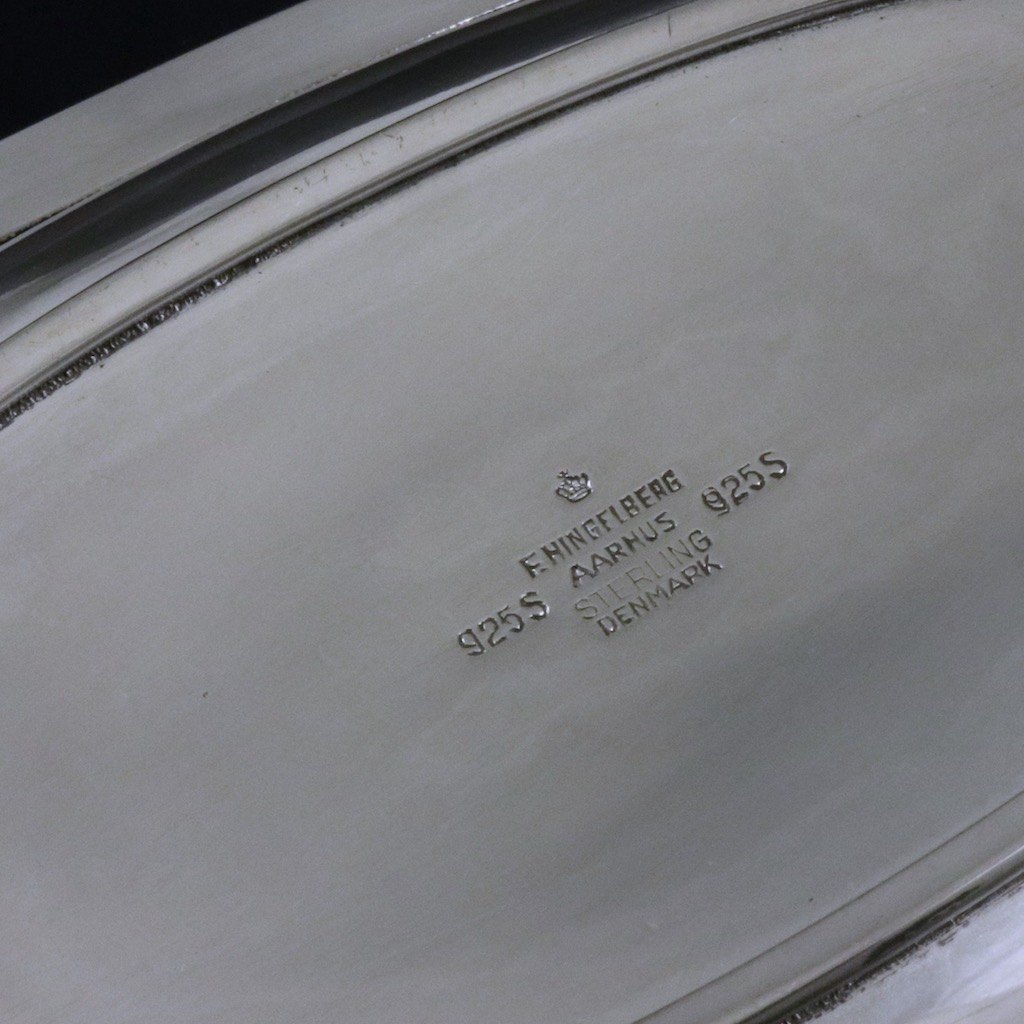 F. HINGELBERG
AARHUS
925S STERLING 925S
DENMARK